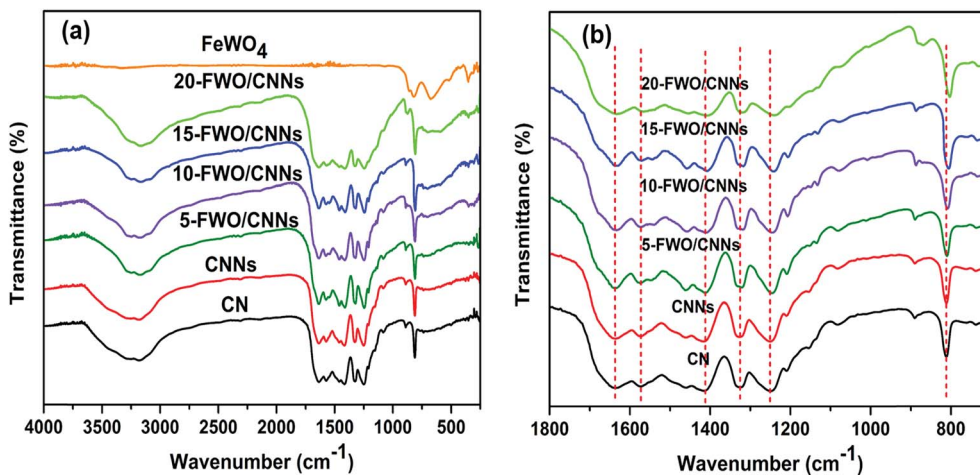 (a)
FeWO4
20-FWO/CNNs
15-FWO/CNNs
10-FWO/CNNs
5-FWO/CNNs
CNNs
CN
Transmittance (%)
4000 3500 3000 2500 2000 1500 1000 500
Wavenumber (cm-1)
(b)
20-FWO/CNNs
15-FWO/CNNs
10-FWO/CNNs
5-FWO/CNNs
CNNs
CN
Transmittance (%)
1800 1600 1400 1200 1000 800
Wavenumber (cm-1)